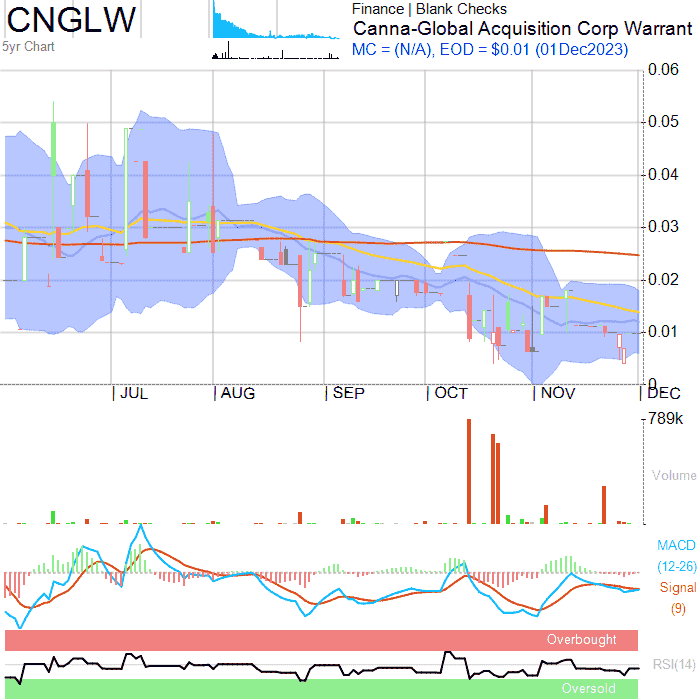 CNGLW
5yr Chart
Finance | Blank Checks
Canna-Global Acquisition Corp Warrant
MC = (N/A), EOD = $0.01 (01Dec2023)
0.06
0.05
0.04
0.03
0.02
0.01
0
JUL AUG SEP OCT NOV DEC
789k
Volume
MACD
(12-26)
Signal
(9)
Overbought
RSI(14)
Oversold